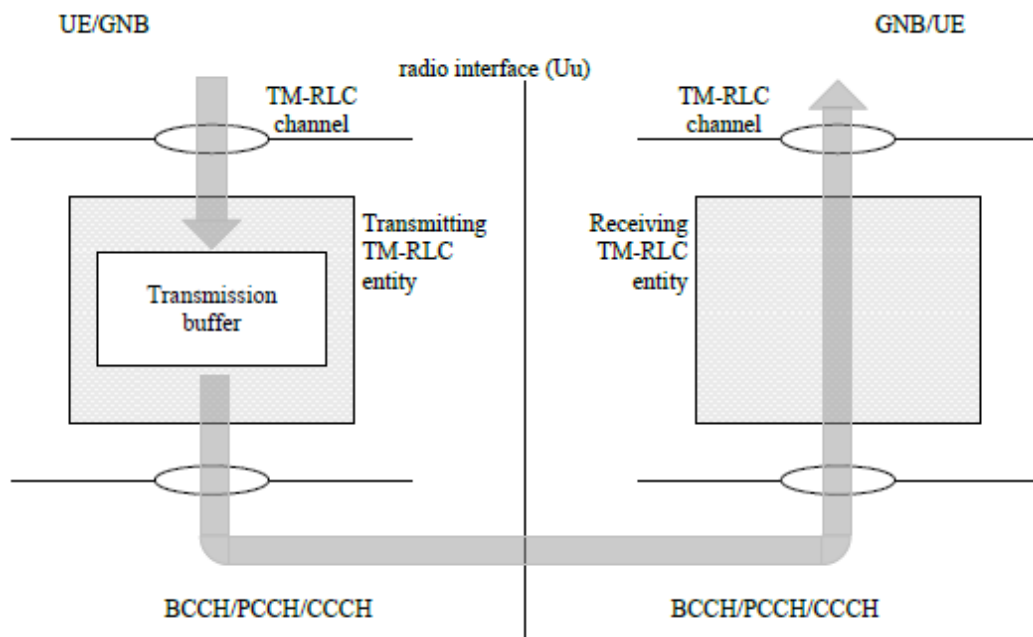 UE/GNB
GNB/UE
radio interface (Uu)
TM-RLC
channel
TM-RLC
channel
Transmitting
TM-RLC
entity
Receiving
TM-RLC
entity
Transmission
buffer
BCCH/PCCH/CCCH
BCCH/PCCH/CCCH